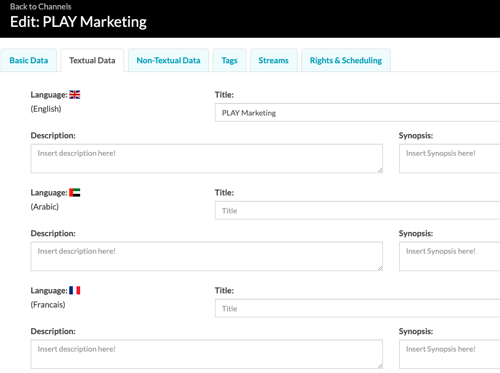 Back to Channels
Edit: PLAY Marketing
Basic Data Textual Data Non-Textual Data Tags Streams Rights & Scheduling
Language: Title:
(English) PLAY Marketing
Description: Synopsis:
Insert description here! Insert Synopsis here!
Language: Title:
(Arabic) Title
Description: Synopsis:
Insert description here! Insert Synopsis here!
Language: Title:
(Francais) Title
Description: Synopsis:
Insert description here! Insert Synopsis here!